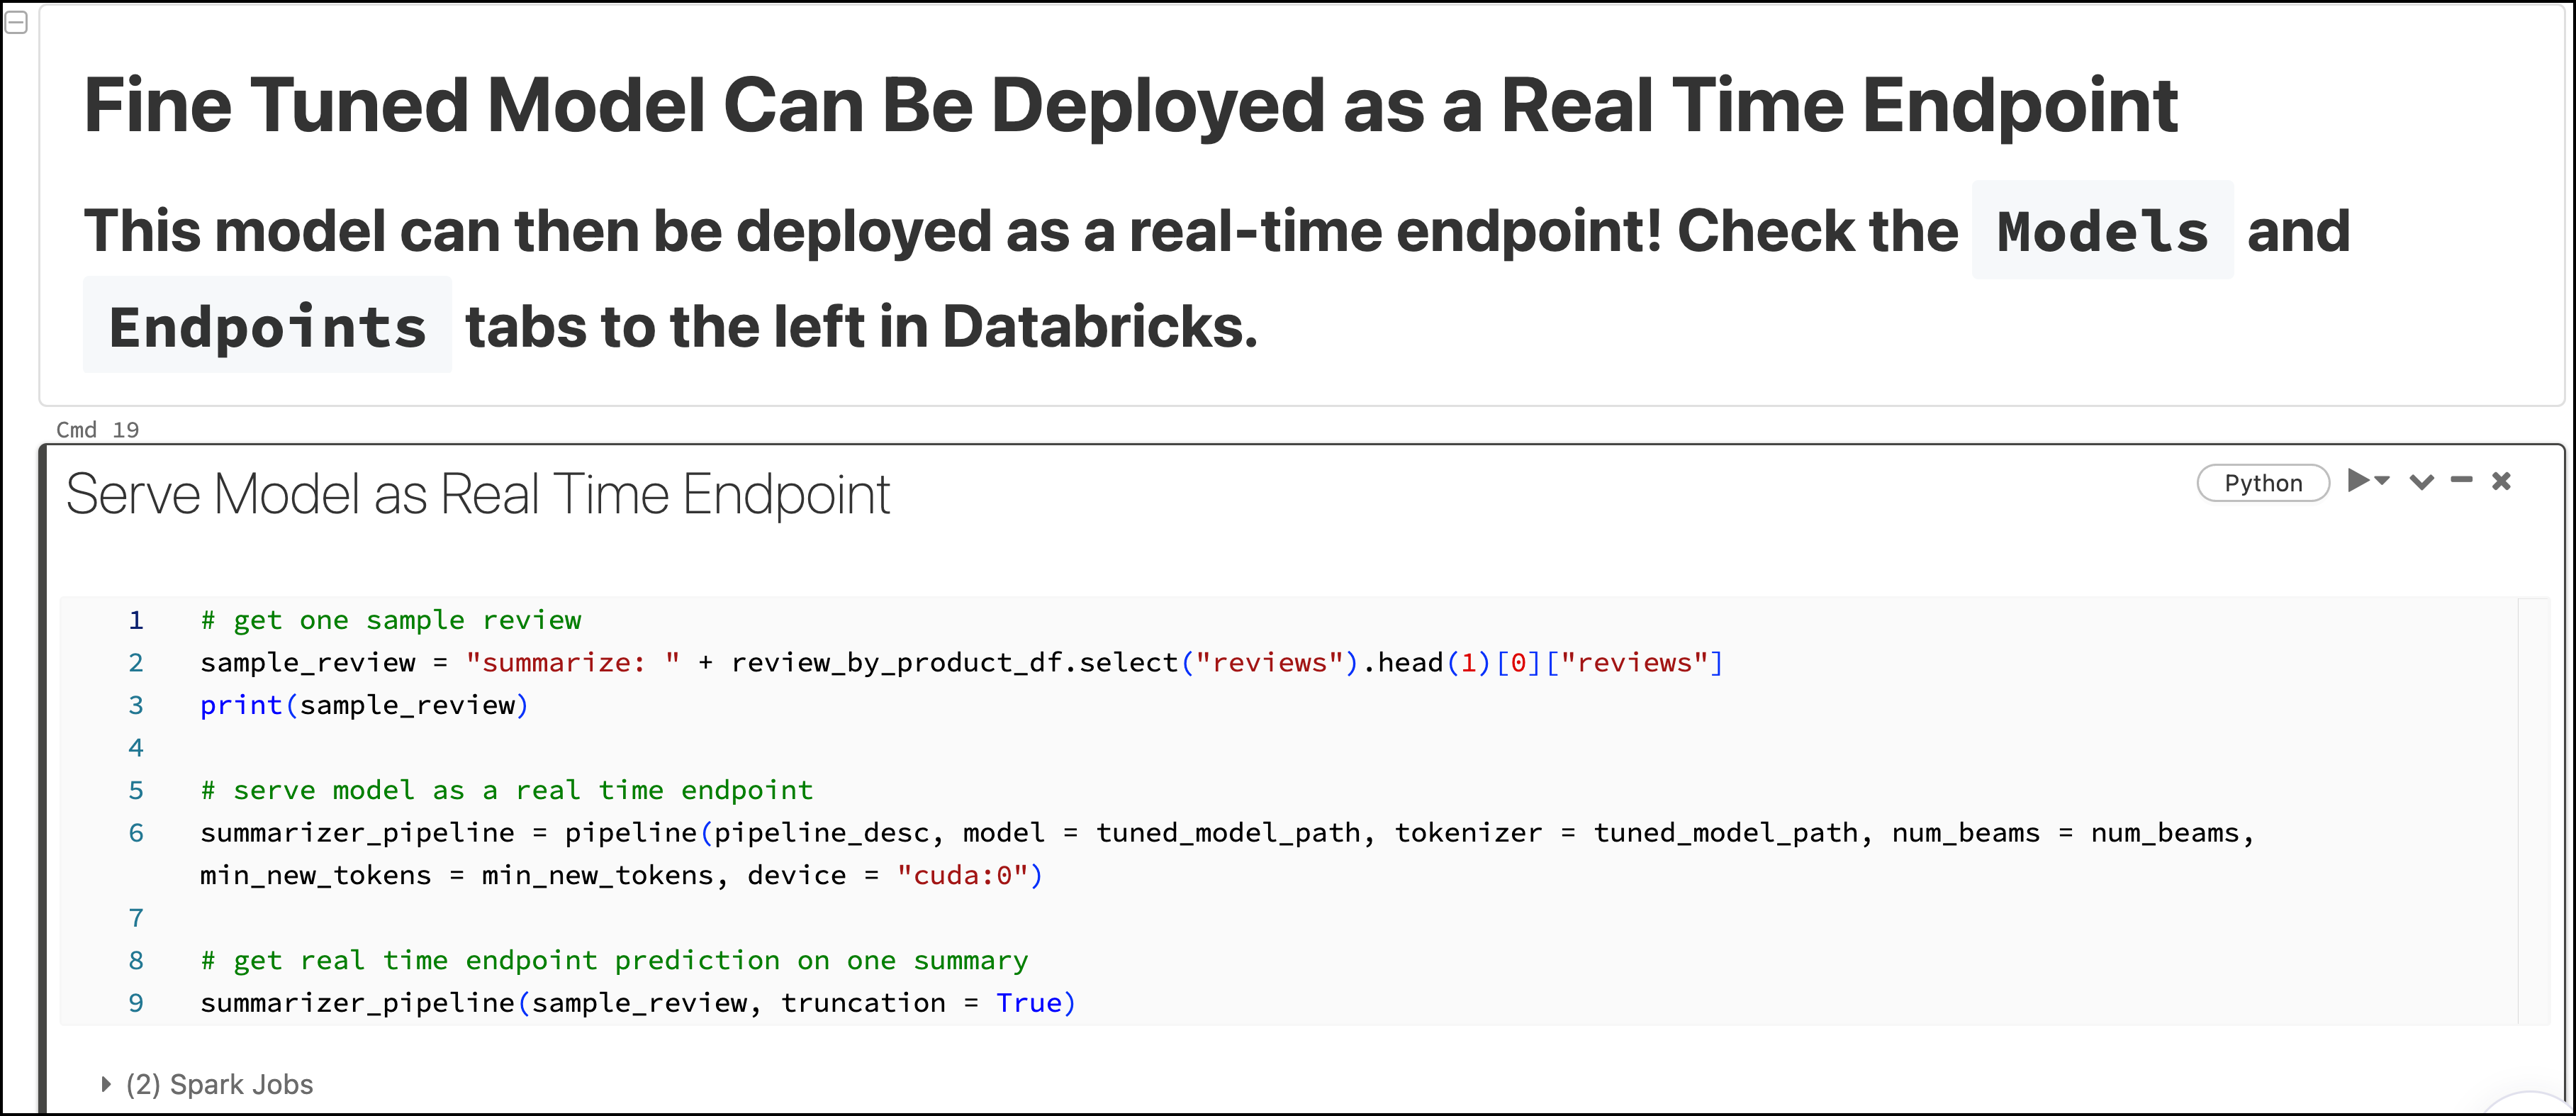 Fine Tuned Model Can Be Deployed as a Real Time Endpoint
This model can then be deployed as a real-time endpoint! Check the Models and
Endpoints tabs to the left in Databricks.
Cmd 19
Serve Model as Real Time Endpoint
Python
1 # get one sample review
2 sample_review = "summarize: " + review_by_product_df.select("reviews").head(1)[0]["reviews"]
3 print(sample_review)
4
5 # serve model as a real time endpoint
6 summarizer_pipeline = pipeline(pipeline_desc, model = tuned_model_path, tokenizer = tuned_model_path, num_beams = num_beams,
min_new_tokens = min_new_tokens, device = "cuda:0")
7
8 # get real time endpoint prediction on one summary
9 summarizer_pipeline(sample_review, truncation = True)
(2) Spark Jobs